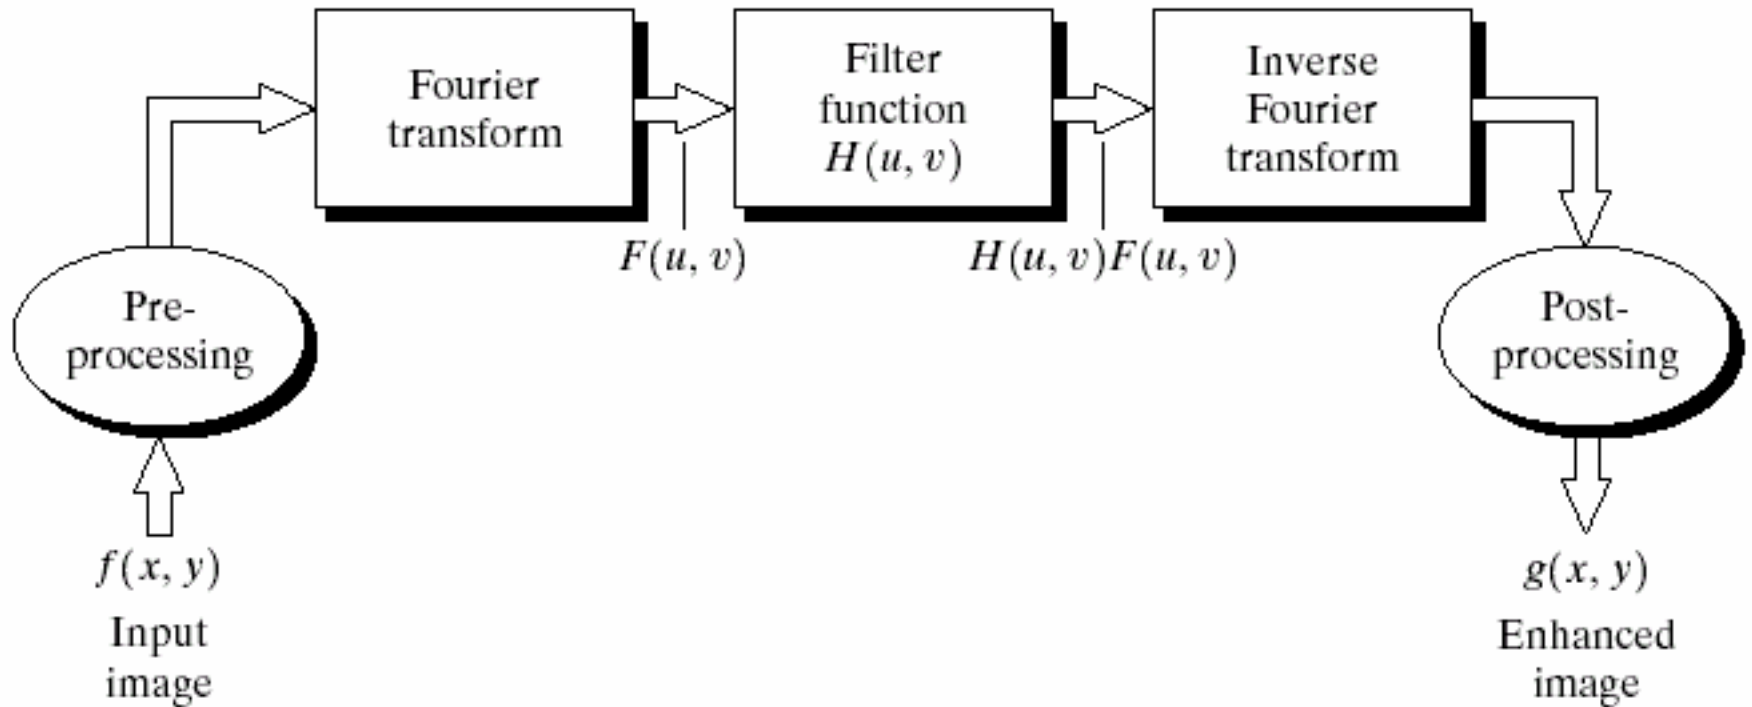 Fourier
transform
Filter
function
H(u, v)
Inverse
Fourier
transform
F(u, v)
H(u, v)F(u, v)
Pre-
processing
Post-
processing
f(x, y)
Input
image
g(x, y)
Enhanced
image